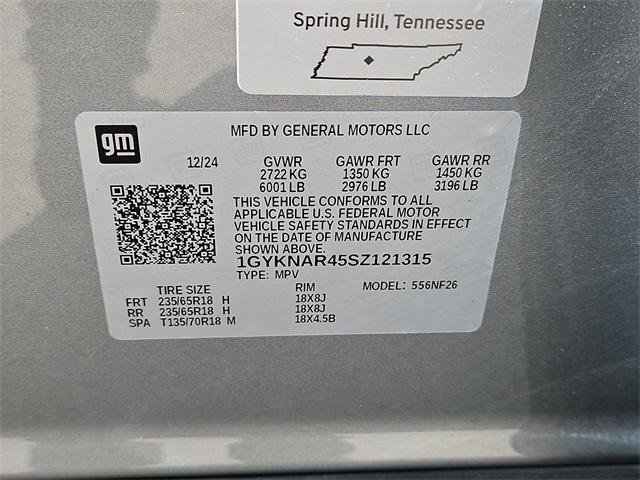 Spring Hill, Tennessee
gm
MFD BY GENERAL MOTORS LLC
12/24 GVWR GAWR FRT GAWR RR
2722 KG 1350 KG 1450 KG
6001 LB 2976 LB 3196 LB
THIS VEHICLE CONFORMS TO ALL
APPLICABLE U.S. FEDERAL MOTOR
VEHICLE SAFETY STANDARDS IN EFFECT
ON THE DATE OF MANUFACTURE
SHOWN ABOVE.
1GYKNAR45SZ121315
TYPE: MPV
TIRE SIZE RIM MODEL: 556NF26
FRT 235/65R18 H 18X8J
RR 235/65R18 H 18X8J
SPA T135/70R18 M 18X4.5B